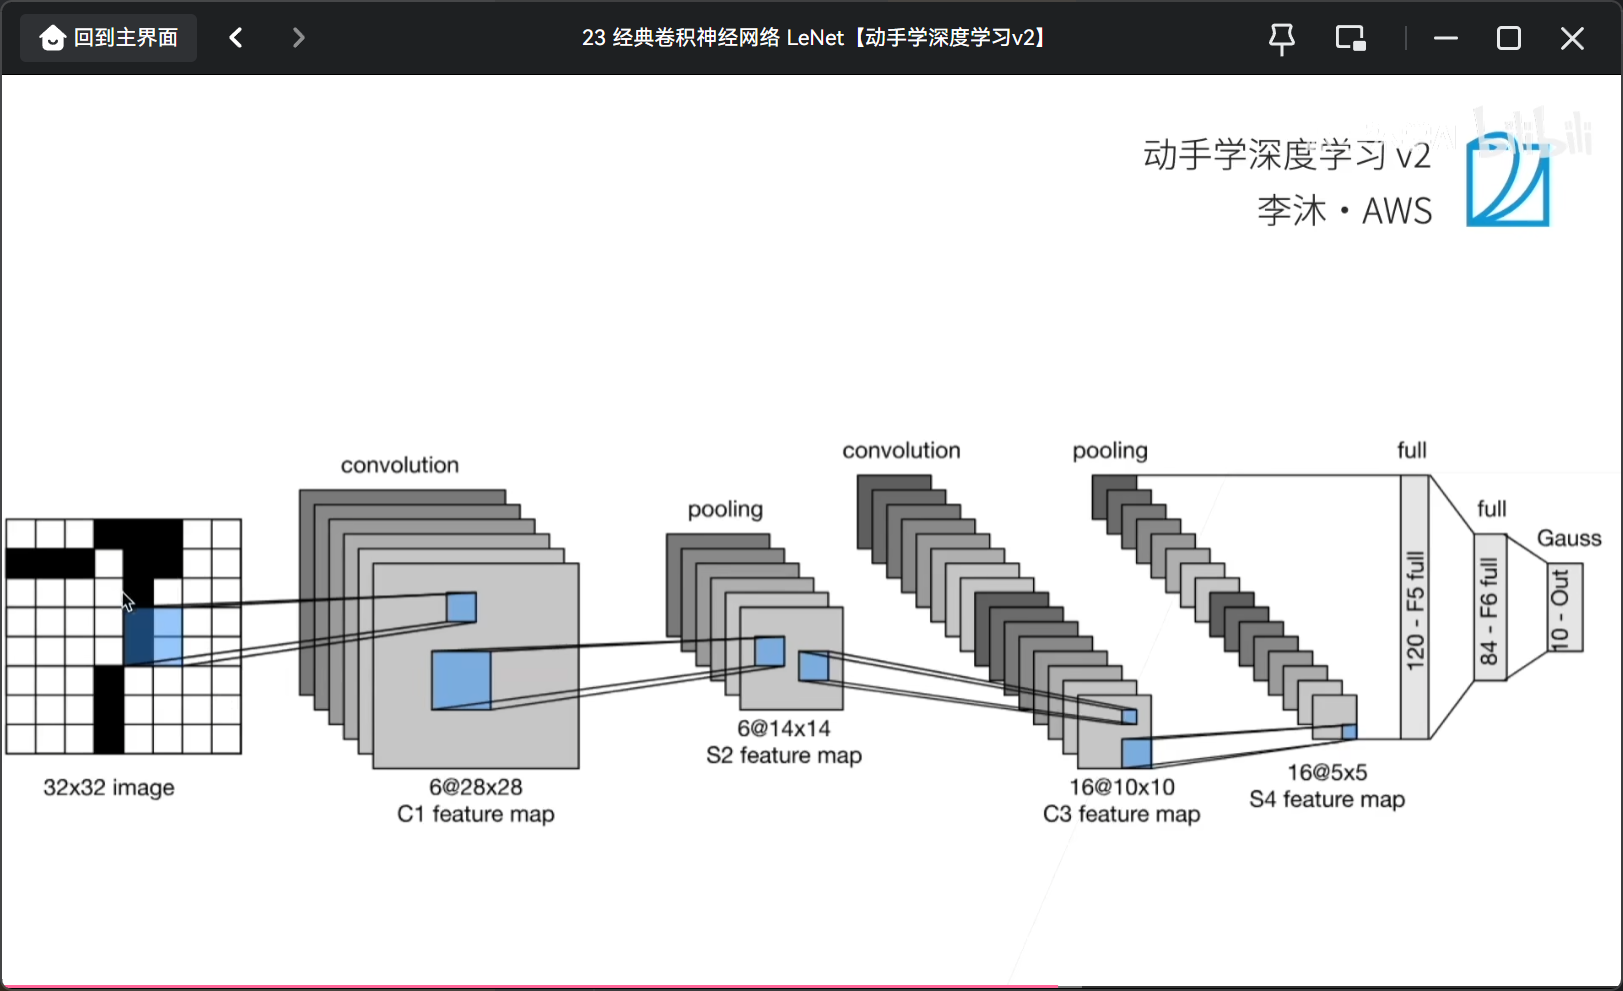 回到主界面
23 经典卷积神经网络 LeNet【动手学深度学习v2】
bilibili
动手学深度学习 v2
李沐・AWS
convolution
pooling
convolution
pooling
full
full
Gauss
32x32 image
6@28x28
C1 feature map
6@14x14
S2 feature map
16@10x10
C3 feature map
16@5x5
S4 feature map
120 - F5 full
84 - F6 full
10 - Out